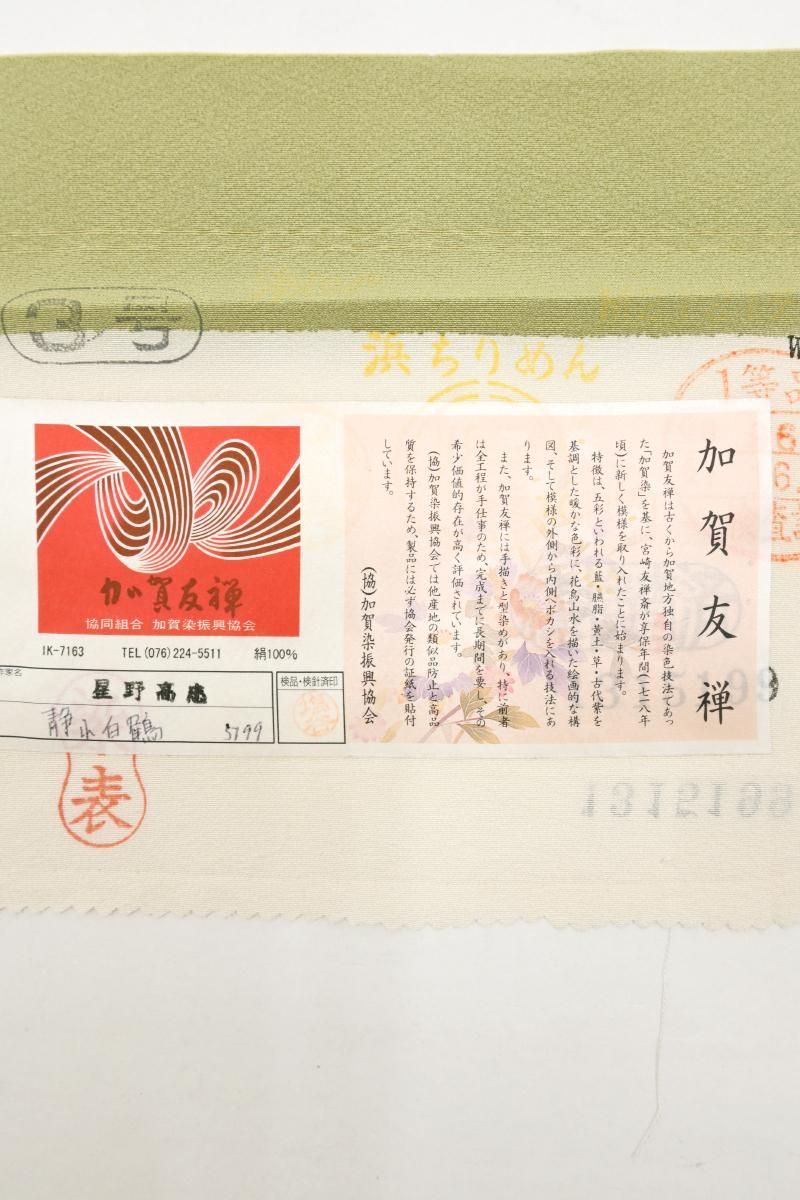 3号
浜ちりめん
1等品
加賀友禅
協同組合 加賀染振興協会
IK-7163 TEL(076)224-5511 絹100%
作家名
星野高
検品・検針済印
静 白鶴 5799
表
加賀友禅
加賀友禅は古くから加賀地方独自の染色技法であっ
た「加賀染」を基に、宮崎友禅斎が享保年間(一七二八年
頃)に新しく模様を取り入れたことに始まります。
特徴は、五彩といわれる藍・臙脂・黄土・草・古代紫を
基調とした暖かな色彩に、花鳥山水を描いた絵画的な構
図、そして模様の外側から内側へボカシを入れる技法にあ
ります。
また、加賀友禅には手描きと型染めがあり、特に前者
は全工程が手仕事のため、完成までに長期間を要し、その
希少価値的存在が高く評価されています。
(協)加賀染振興協会では他産地の類似品防止と高品
質を保持するため、製品には必ず協会発行の証紙を貼付
しています。
(協)加賀染振興協会